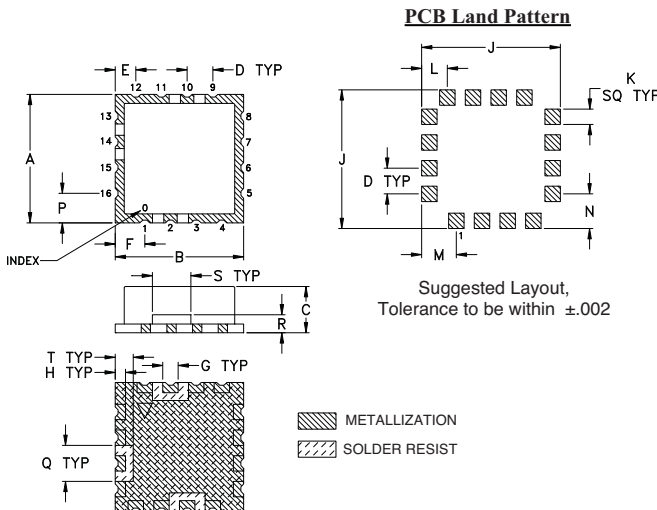 PCB Land Pattern
E
D TYP
12
11
10
9
13
14
15
16
8
7
6
5
A
P
0
1
2
3
4
F
B
INDEX
S TYP
C
R
T TYP
H TYP
G TYP
Q TYP
J
L
K
SQ TYP
J
D TYP
N
1
M
Suggested Layout,
Tolerance to be within ±.002
METALLIZATION
SOLDER RESIST